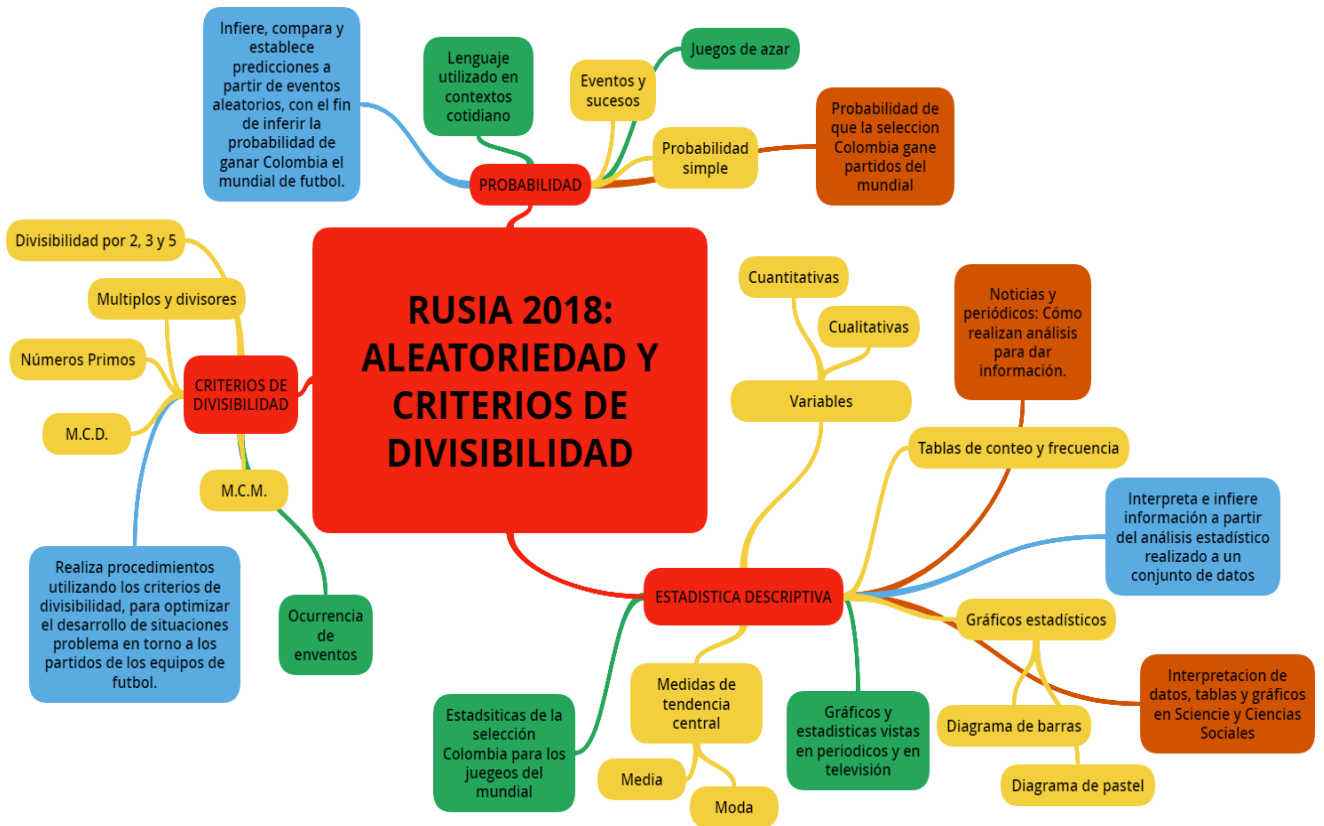 Infiere, compara y
establece
predicciones a
partir de eventos
aleatorios, con el fin
de inferir la
probabilidad de
ganar Colombia el
mundial de futbol.
Lenguaje
utilizado en
contextos
cotidiano
Eventos y
sucesos
Juegos de azar
Probabilidad
simple
Probabilidad de
que la seleccion
Colombia gane
partidos del
mundial
PROBABILIDAD
RUSIA 2018:
ALEATORIEDAD Y
CRITERIOS DE
DIVISIBILIDAD
Divisibilidad por 2, 3 y 5
Multiplos y divisores
Números Primos
CRITERIOS DE
DIVISIBILIDAD
M.C.D.
M.C.M.
Realiza procedimientos
utilizando los criterios de
divisibilidad, para optimizar
el desarrollo de situaciones
problema en torno a los
partidos de los equipos de
futbol.
Ocurrencia
de
enventos
Cuantitativas
Cualitativas
Variables
Noticias y
periódicos: Cómo
realizan análisis
para dar
información.
Tablas de conteo y frecuencia
Interpreta e infiere
información a partir
del análisis estadístico
realizado a un
conjunto de datos
ESTADISTICA DESCRIPTIVA
Gráficos estadísticos
Interpretacion de
datos, tablas y gráficos
en Sciencie y Ciencias
Sociales
Diagrama de barras
Diagrama de pastel
Gráficos y
estadisticas vistas
en periodicos y en
televisión
Medidas de
tendencia
central
Media
Moda
Estadsiticas de la
selección
Colombia para los
juegeos del
mundial